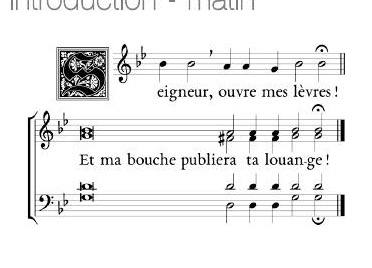 Introduction - matin
Seigneur, ouvre mes lèvres !
Et ma bouche publiera ta louan-ge !